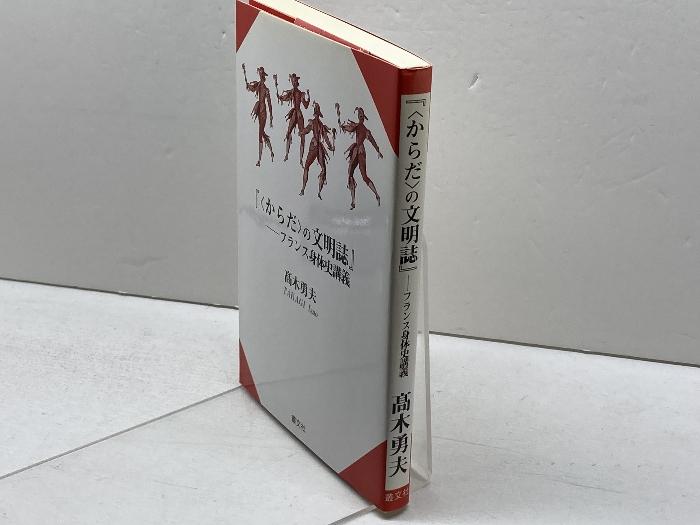 『〈からだ〉の文明誌』
──フランス身体史講義
髙木勇夫
TAKAGI Isao
叢文社
『〈からだ〉の文明誌』──フランス身体史講義
髙木勇夫
叢文社